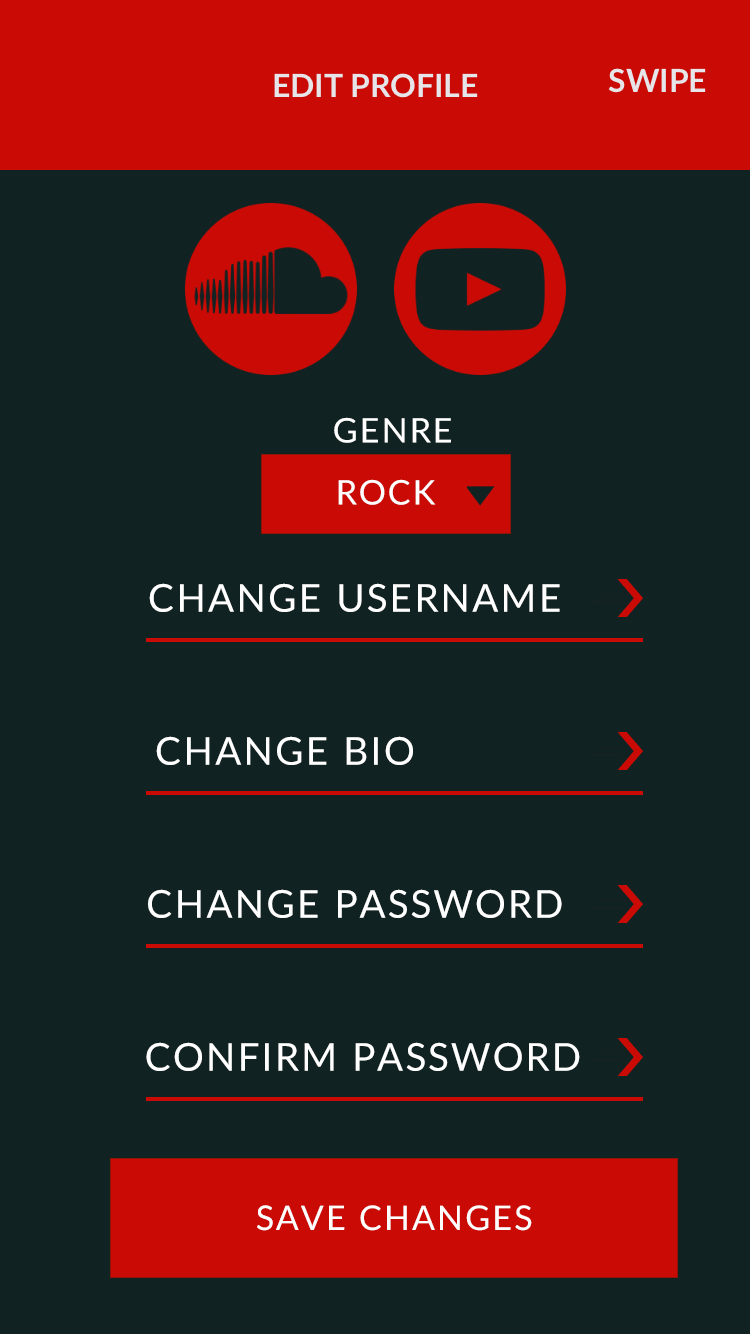 EDIT PROFILE
SWIPE
GENRE
ROCK
CHANGE USERNAME
CHANGE BIO
CHANGE PASSWORD
CONFIRM PASSWORD
SAVE CHANGES